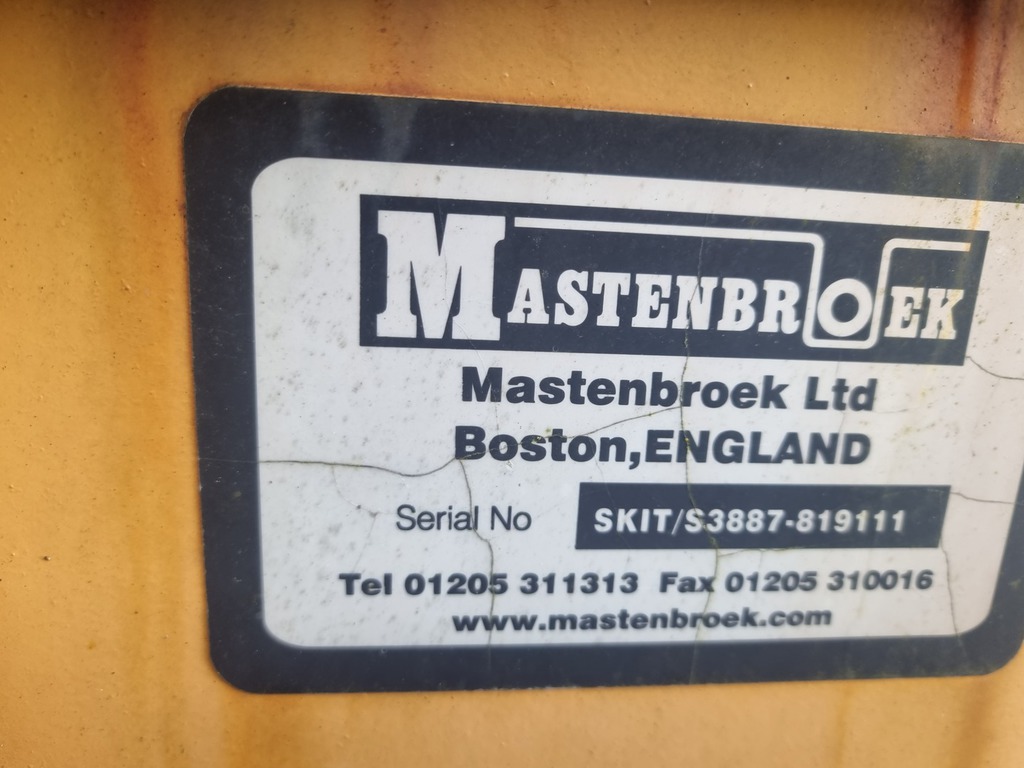 MASTENBROEK
Mastenbroek Ltd
Boston,ENGLAND
Serial No SKIT/S3887-819111
Tel 01205 311313 Fax 01205 310016
www.mastenbroek.com